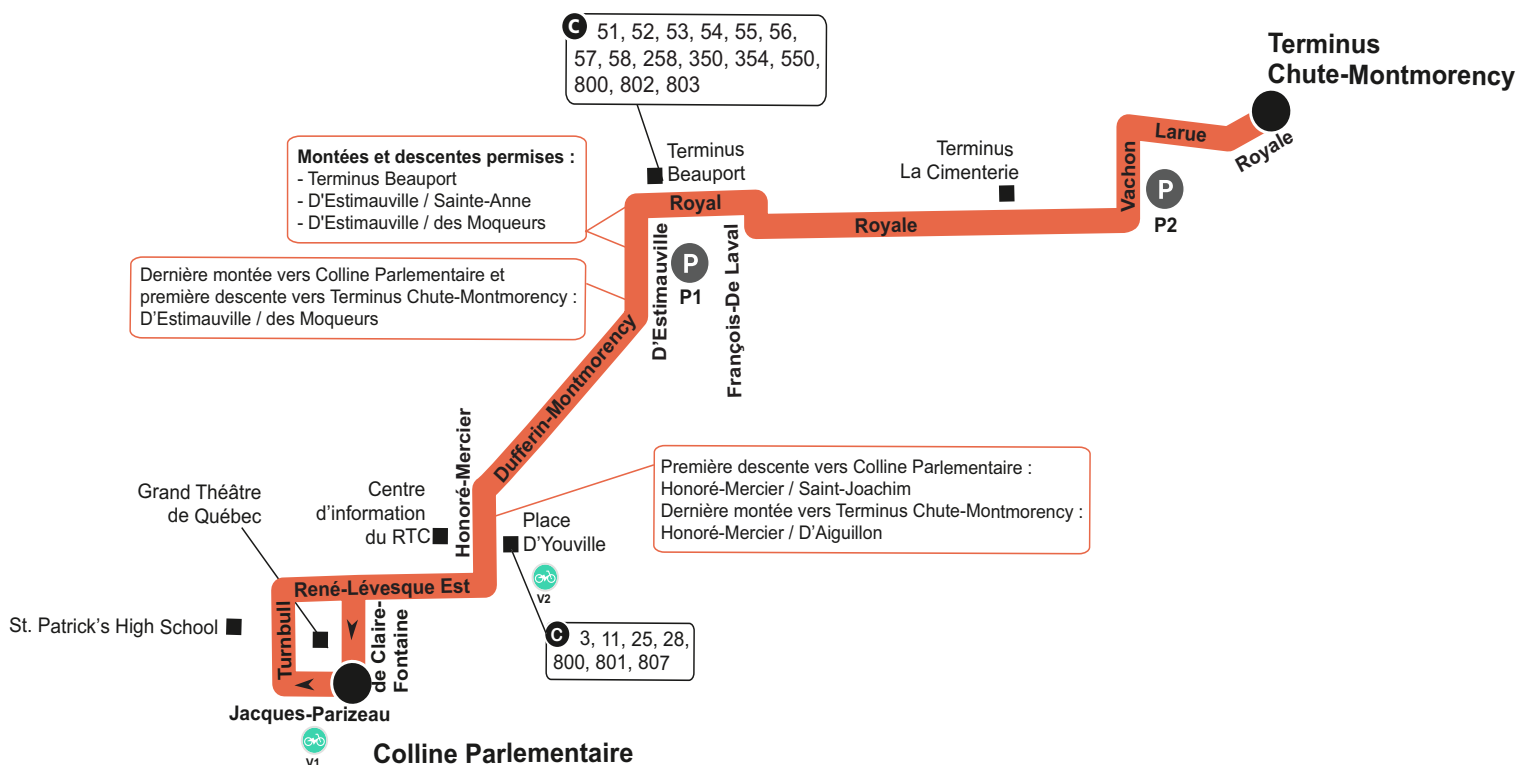 C 51, 52, 53, 54, 55, 56,
57, 58, 258, 350, 354, 550,
800, 802, 803
Terminus
Chute-Montmorency
Larue
Royale
Vachon
P
P2
Terminus
La Cimenterie
Terminus
Beauport
Royal
Royale
Montées et descentes permises :
- Terminus Beauport
- D'Estimauville / Sainte-Anne
- D'Estimauville / des Moqueurs
D'Estimauville
P
P1
François-De Laval
Dernière montée vers Colline Parlementaire et
première descente vers Terminus Chute-Montmorency :
D'Estimauville / des Moqueurs
Dufferin-Montmorency
Honoré-Mercier
Première descente vers Colline Parlementaire :
Honoré-Mercier / Saint-Joachim
Dernière montée vers Terminus Chute-Montmorency :
Honoré-Mercier / D'Aiguillon
Grand Théâtre
de Québec
Centre
d'information
du RTC
Place
D'Youville
V2
René-Lévesque Est
St. Patrick's High School
Turnbull
de Claire-
Fontaine
C 3, 11, 25, 28,
800, 801, 807
Jacques-Parizeau
V1
Colline Parlementaire